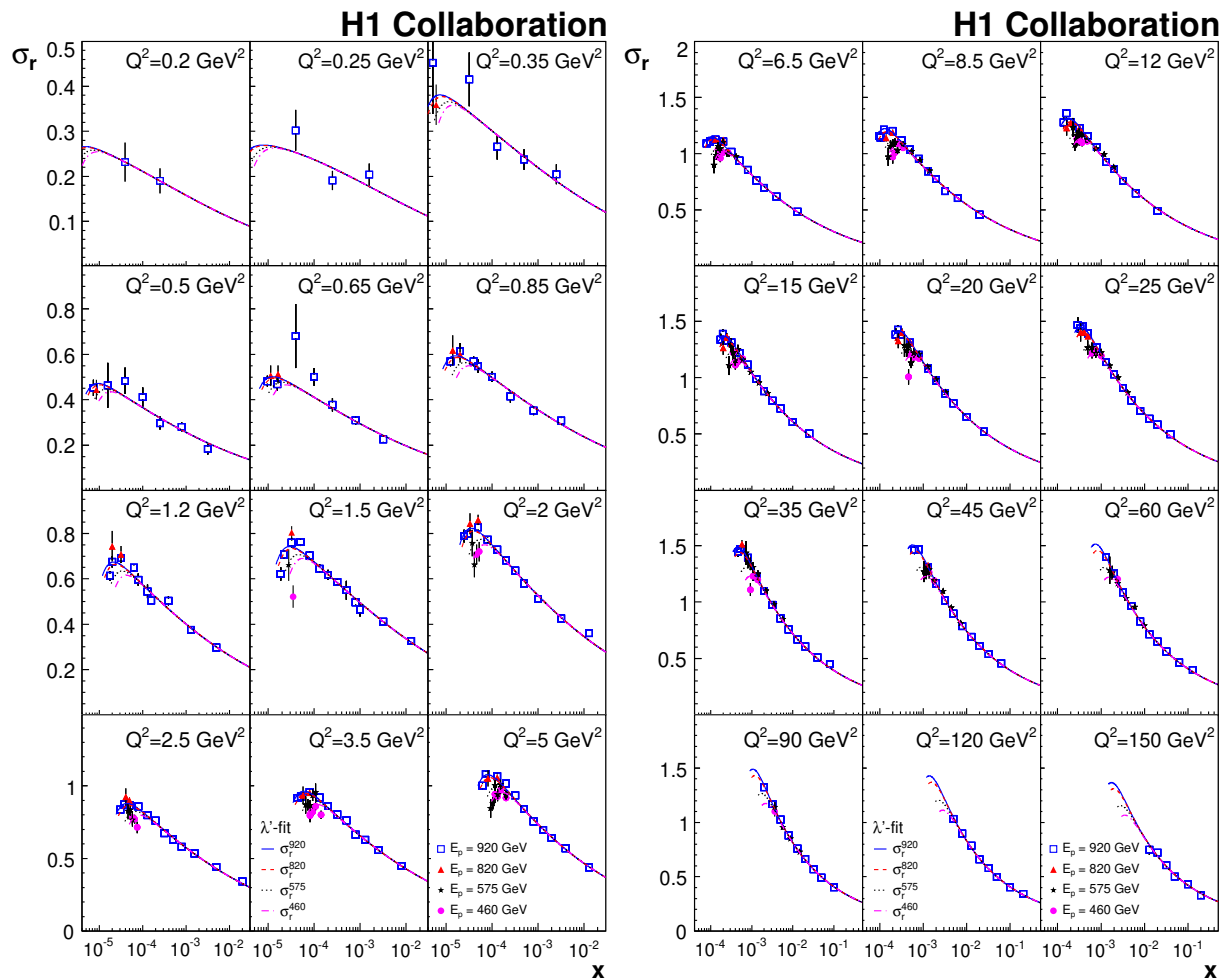 H1 Collaboration
σr
0.5
0.4
0.3
0.2
0.1
Q²=0.2 GeV²
Q²=0.25 GeV²
Q²=0.35 GeV²
0.8
0.6
0.4
0.2
Q²=0.5 GeV²
Q²=0.65 GeV²
Q²=0.85 GeV²
0.8
0.6
0.4
0.2
Q²=1.2 GeV²
Q²=1.5 GeV²
Q²=2 GeV²
1
0.5
0
Q²=2.5 GeV²
Q²=3.5 GeV²
Q²=5 GeV²
λ'-fit
σr⁹²⁰
σr⁸²⁰
σr⁵⁷⁵
σr⁴⁶⁰
Eₚ = 920 GeV
Eₚ = 820 GeV
Eₚ = 575 GeV
Eₚ = 460 GeV
10⁻⁵ 10⁻⁴ 10⁻³ 10⁻² 10⁻⁵ 10⁻⁴ 10⁻³ 10⁻² 10⁻⁵ 10⁻⁴ 10⁻³ 10⁻²
x
H1 Collaboration
σr
2
1.5
1
0.5
Q²=6.5 GeV²
Q²=8.5 GeV²
Q²=12 GeV²
1.5
1
0.5
Q²=15 GeV²
Q²=20 GeV²
Q²=25 GeV²
1.5
1
0.5
Q²=35 GeV²
Q²=45 GeV²
Q²=60 GeV²
1.5
1
0.5
0
Q²=90 GeV²
Q²=120 GeV²
Q²=150 GeV²
λ'-fit
σr⁹²⁰
σr⁸²⁰
σr⁵⁷⁵
σr⁴⁶⁰
Eₚ = 920 GeV
Eₚ = 820 GeV
Eₚ = 575 GeV
Eₚ = 460 GeV
10⁻⁴ 10⁻³ 10⁻² 10⁻¹ 10⁻⁴ 10⁻³ 10⁻² 10⁻¹ 10⁻⁴ 10⁻³ 10⁻² 10⁻¹
x